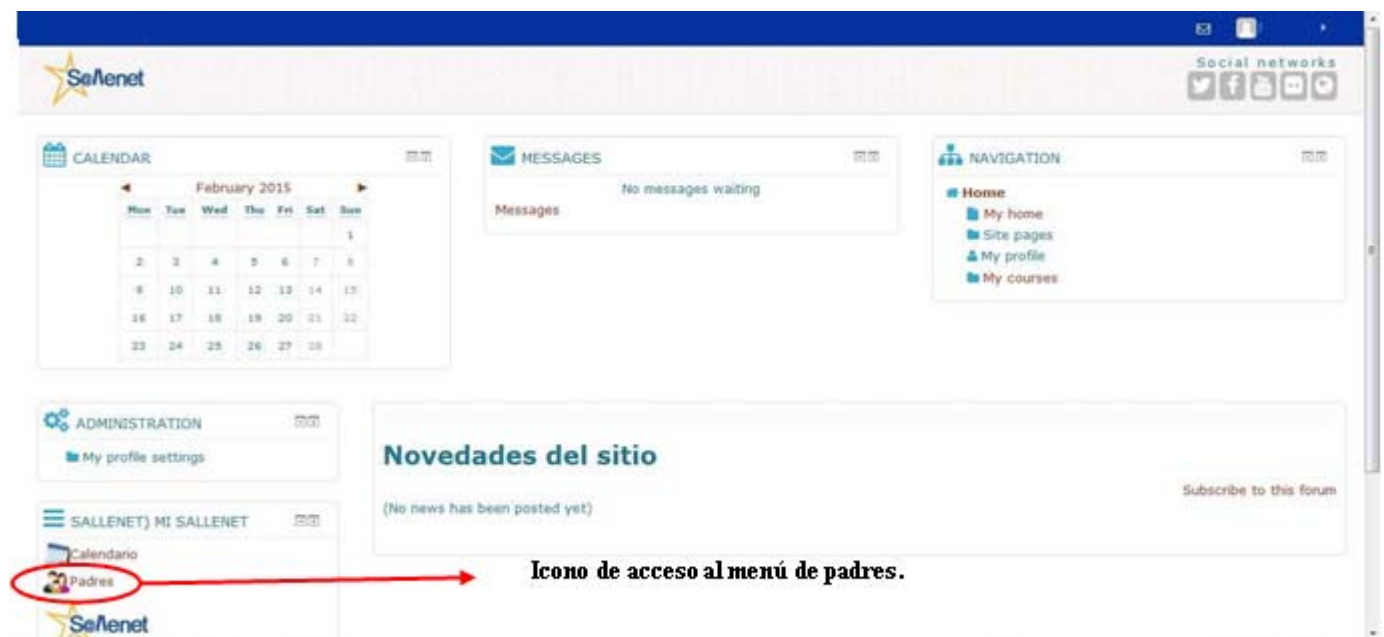 Social networks
Sallenet
CALENDAR
February 2015
Mon Tue Wed Thu Fri Sat Sun
1
2 3 4 5 6 7 8
9 10 11 12 13 14 15
16 17 18 19 20 21 22
23 24 25 26 27 28
MESSAGES
No messages waiting
Messages
NAVIGATION
Home
My home
Site pages
My profile
My courses
ADMINISTRATION
My profile settings
SALLENET) MI SALLENET
Calendario
Padres
Sallenet
Novedades del sitio
Subscribe to this forum
(No news has been posted yet)
Icono de acceso al menú de padres.